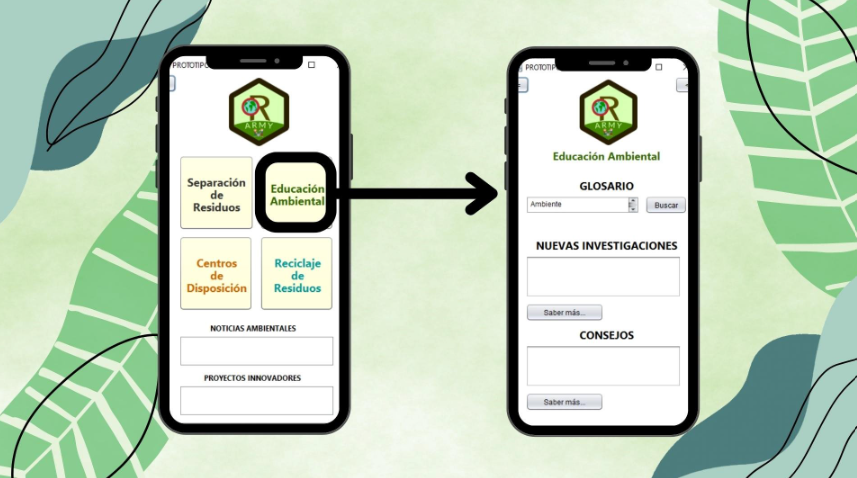 PROTOTIPO
R
ARMY
Separación
de
Residuos
Educación
Ambiental
Centros
de
Disposición
Reciclaje
de
Residuos
NOTICIAS AMBIENTALES
PROYECTOS INNOVADORES
PROTOTIP
R
ARMY
Educación Ambiental
GLOSARIO
Ambiente
Buscar
NUEVAS INVESTIGACIONES
Saber más...
CONSEJOS
Saber más...